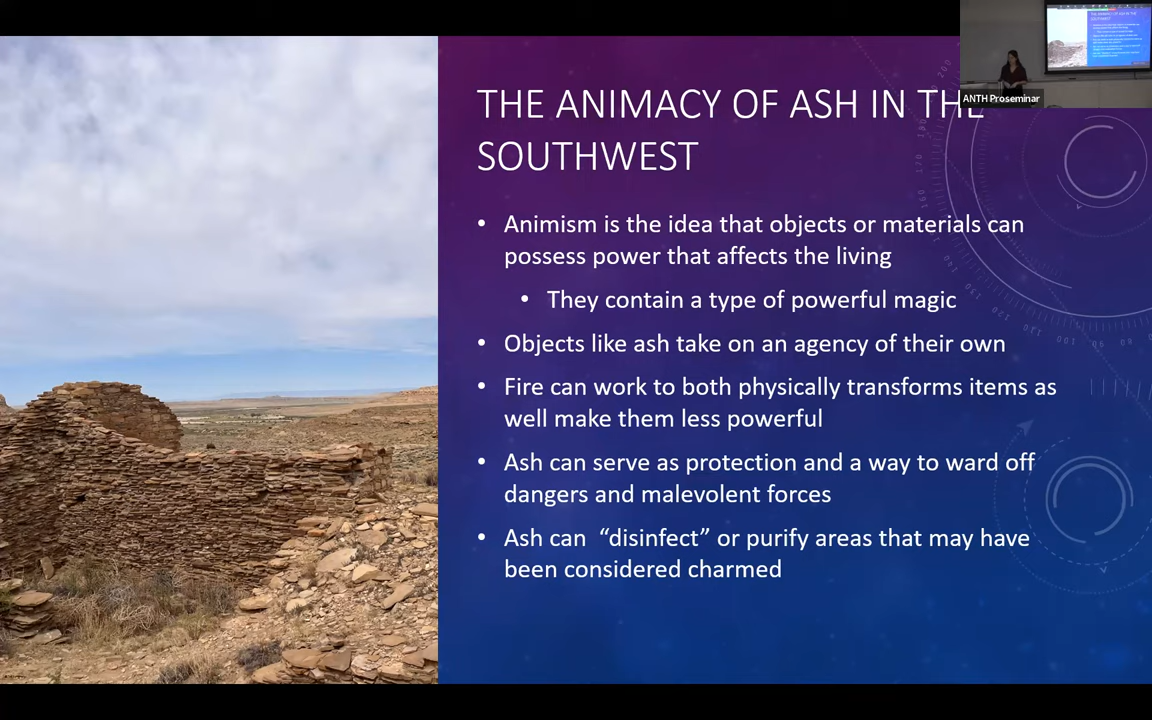 THE ANIMACY OF ASH IN THE
SOUTHWEST
• Animism is the idea that objects or materials can
possess power that affects the living
• They contain a type of powerful magic
• Objects like ash take on an agency of their own
• Fire can work to both physically transforms items as
well make them less powerful
• Ash can serve as protection and a way to ward off
dangers and malevolent forces
• Ash can “disinfect” or purify areas that may have
been considered charmed
ANTH Proseminar